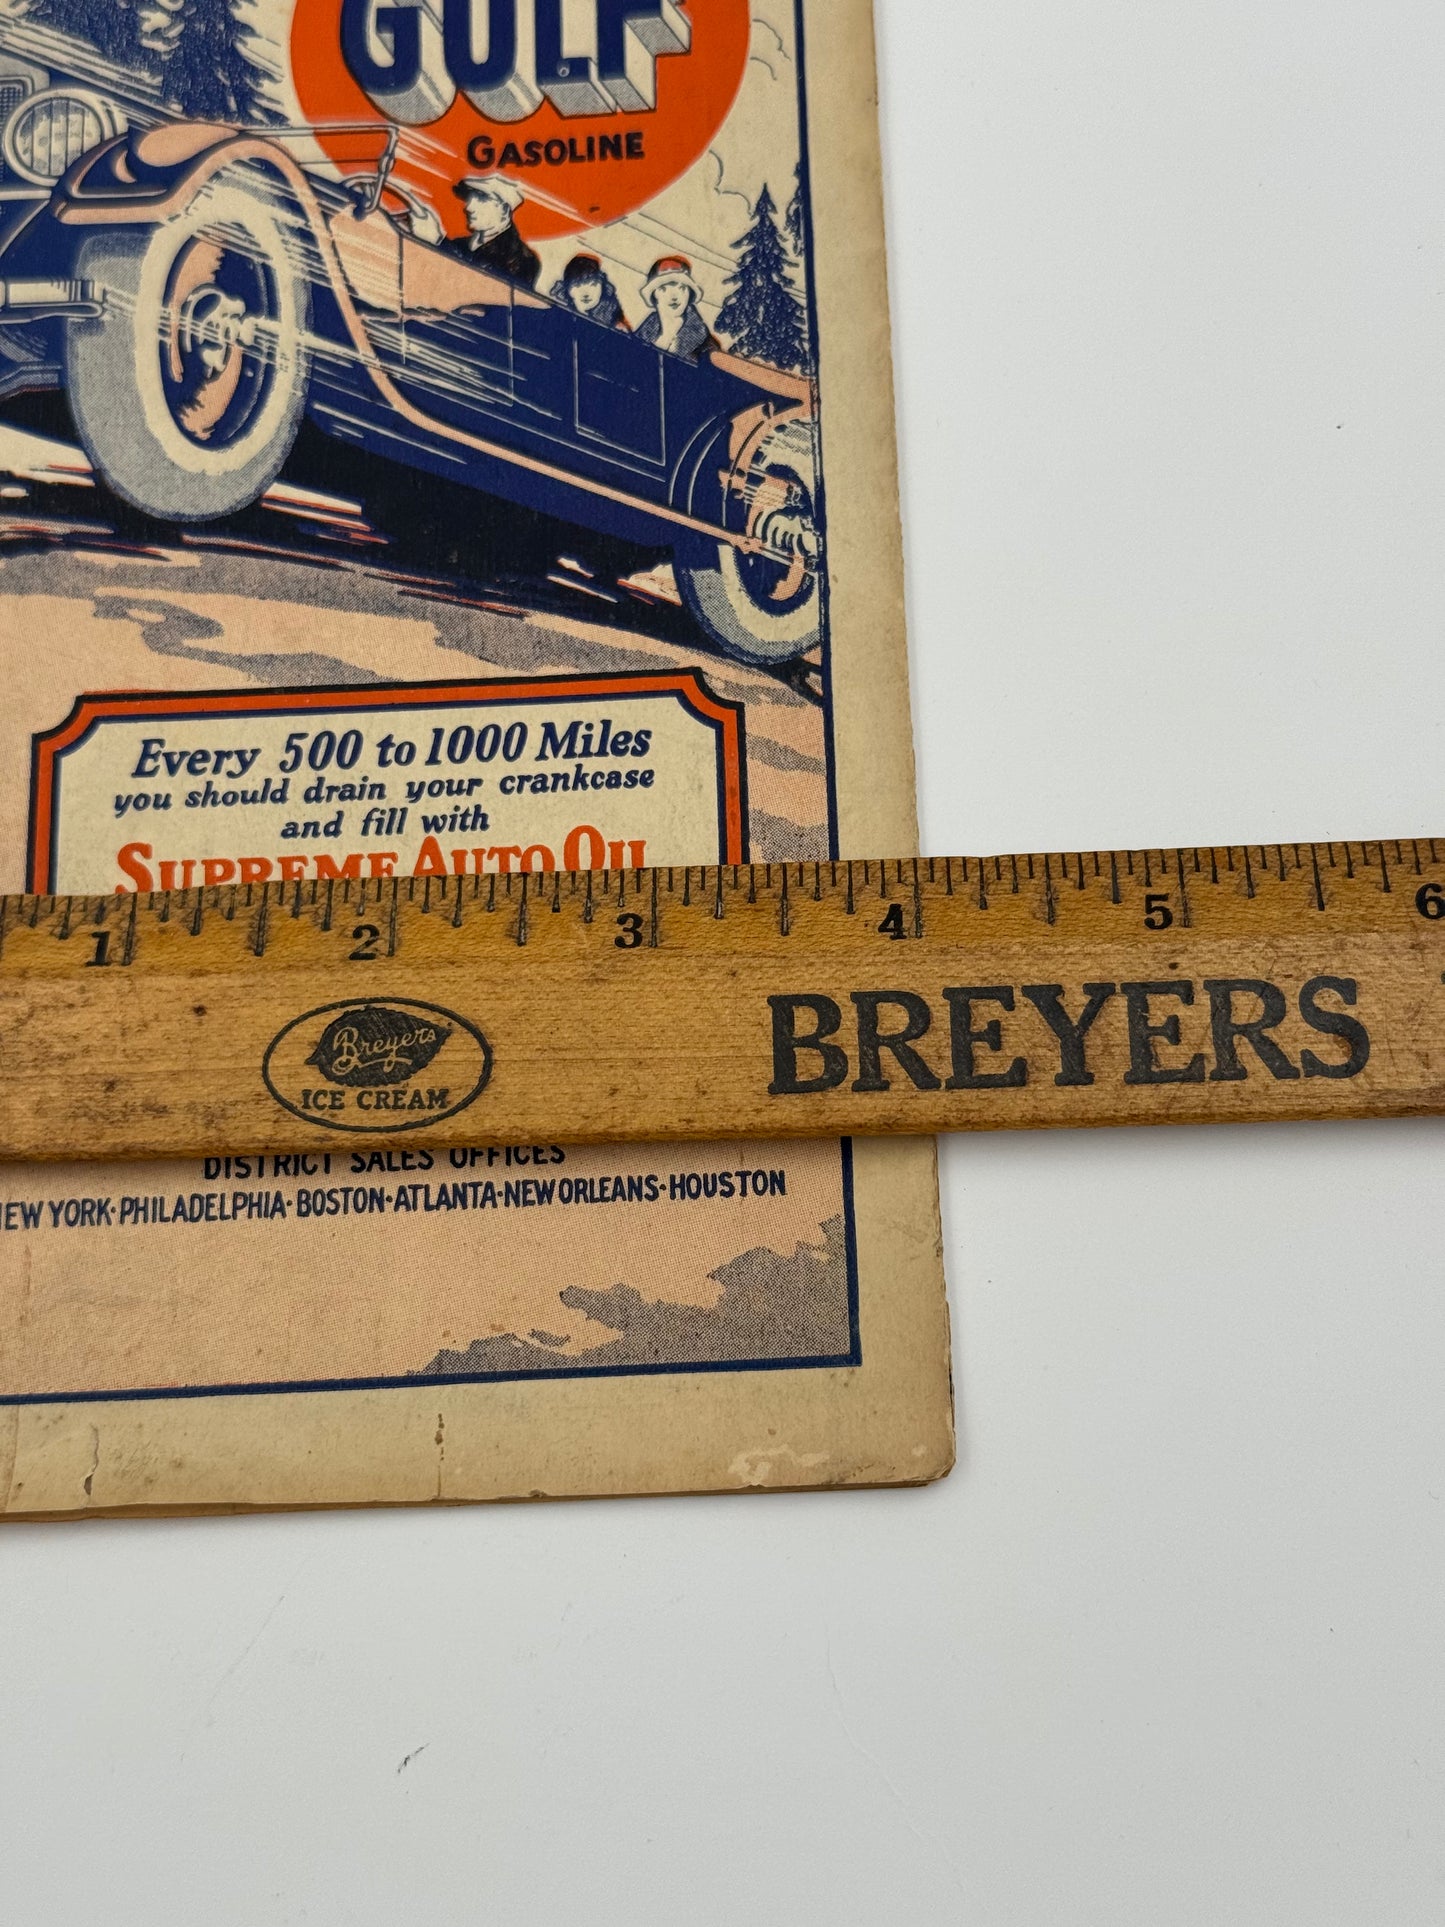 GULF
GASOLINE
Every 500 to 1000 Miles
you should drain your crankcase
and fill with
SUPREME AUTO OIL
1 2 3 4 5 6
Breyers
ICE CREAM
BREYERS
DISTRICT SALES OFFICES
NEW YORK·PHILADELPHIA·BOSTON·ATLANTA·NEW ORLEANS·HOUSTON